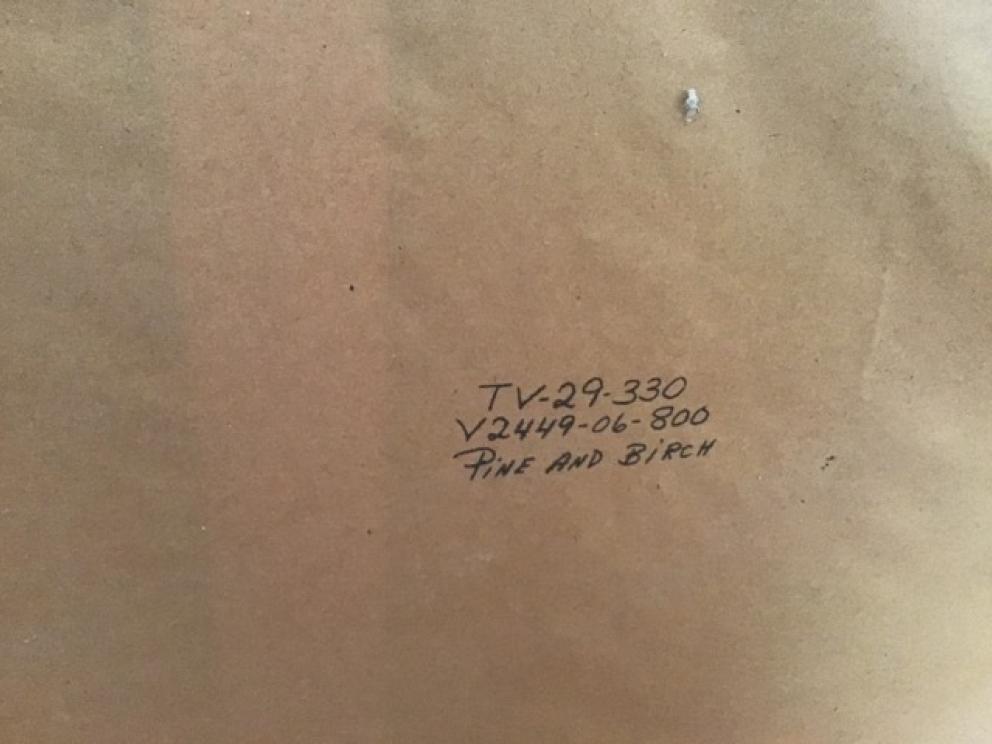 TV-29-330
V2449-06-800
PiNE AND BiRCH